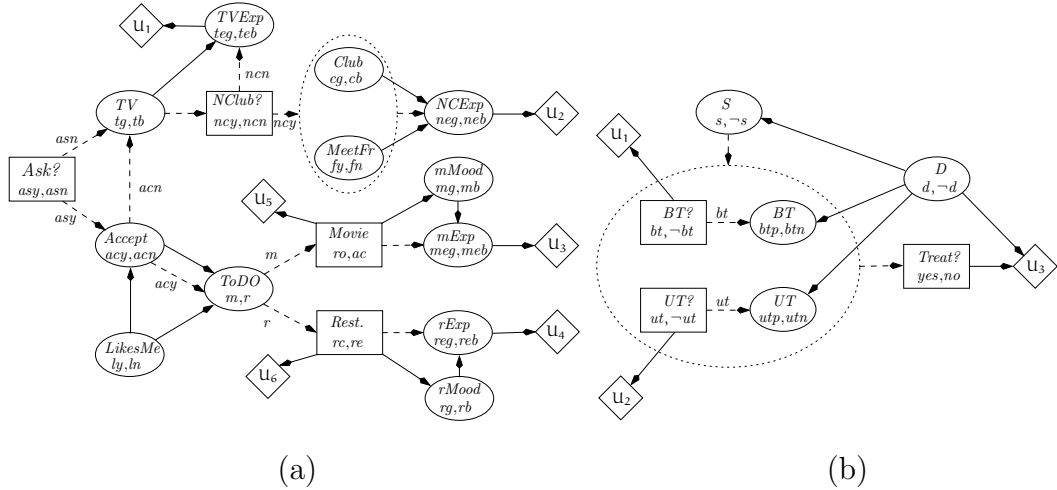 u₁
TVExp
teg,teb
ncn
TV
tg,tb
NClub?
ncy,ncn
ncy
Club
cg,cb
NCExp
neg,neb
u₂
MeetFr
fy,fn
asn
Ask?
asy,asn
asy
acn
Accept
acy,acn
acy
ToDO
m,r
m
r
LikesMe
ly,ln
u₅
Movie
ro,ac
mMood
mg,mb
mExp
meg,meb
u₃
Rest.
rc,re
rExp
reg,reb
u₄
u₆
rMood
rg,rb
(a)
S
s,¬s
u₁
D
d,¬d
BT?
bt,¬bt
bt
BT
btp,btn
Treat?
yes,no
u₃
UT?
ut,¬ut
ut
UT
utp,utn
u₂
(b)